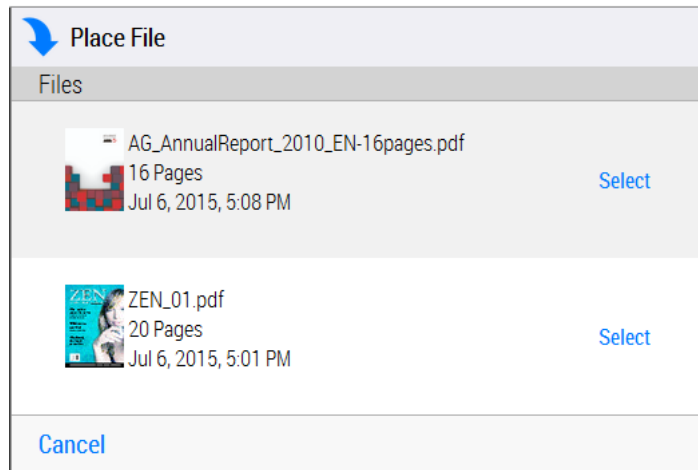 Place File
Files
AG_AnnualReport_2010_EN-16pages.pdf
16 Pages
Select
Jul 6, 2015, 5:08 PM
ZEN
ZEN_01.pdf
20 Pages
Select
Jul 6, 2015, 5:01 PM
Cancel